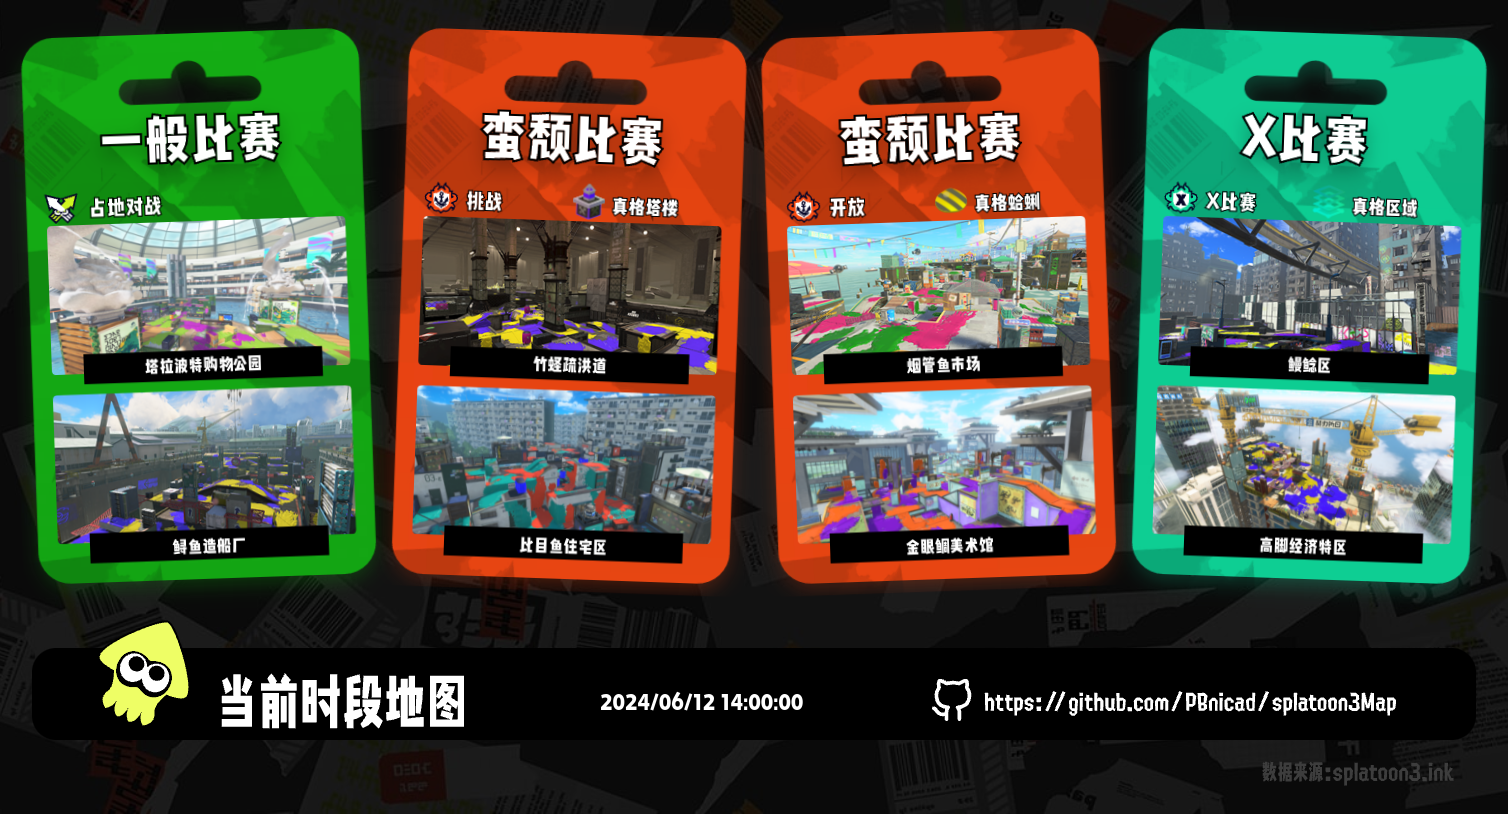 一般比赛
占地对战
塔拉波特购物公园
鲟鱼造船厂
蛮颓比赛
挑战
真格塔楼
竹蛏疏洪道
比目鱼住宅区
蛮颓比赛
开放
真格蛤蜊
烟管鱼市场
金眼鲷美术馆
X比赛
X比赛
真格区域
鳗鲶区
高脚经济特区
当前时段地图
2024/06/12 14:00:00
https://github.com/PBnicad/splatoon3Map
数据来源:splatoon3.ink